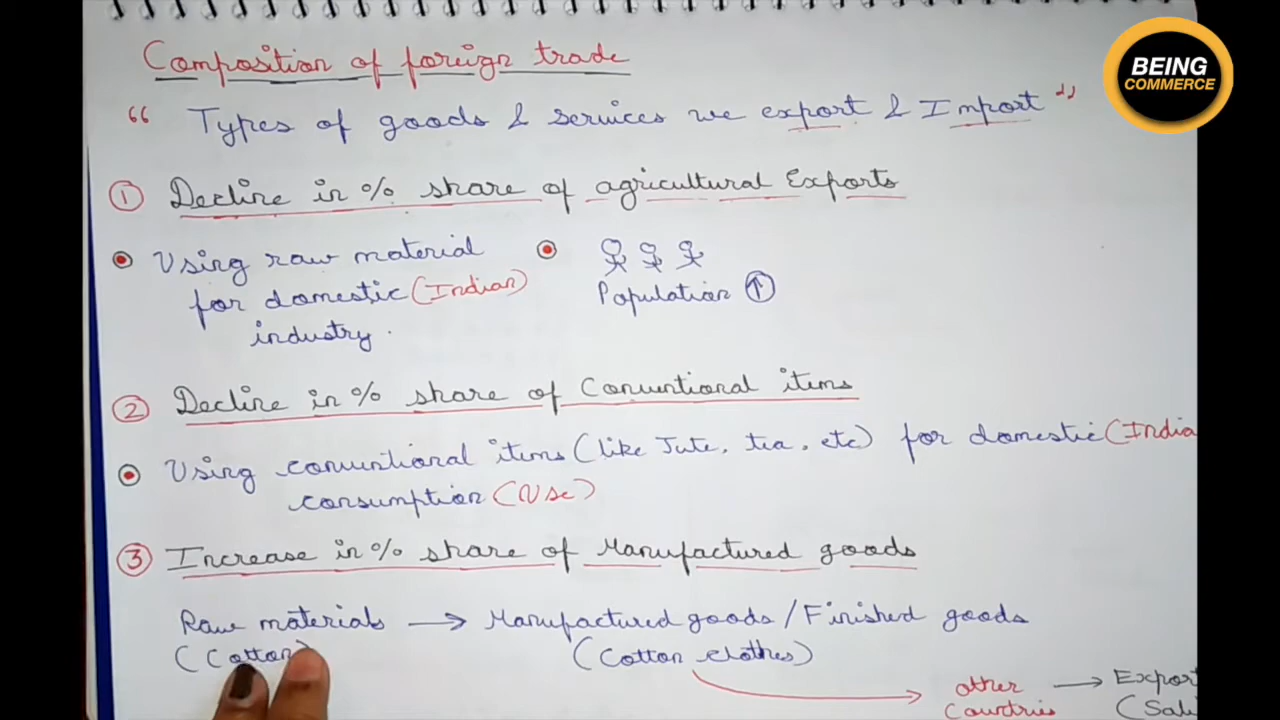 Composition of foreign trade
BEING
COMMERCE
“ Types of goods & services we export & Import ”
① Decline in % share of agricultural Exports
Using raw material
for domestic (Indian)
industry.
Population ↑
② Decline in % share of Conventional items
Using conventional items (like Jute, tea, etc) for domestic (India
consumption (Use)
③ Increase in % share of Manufactured goods
Raw materials → Manufactured goods / Finished goods
(Cotton)
(Cotton clothes)
other → Export
Countries
(Sal